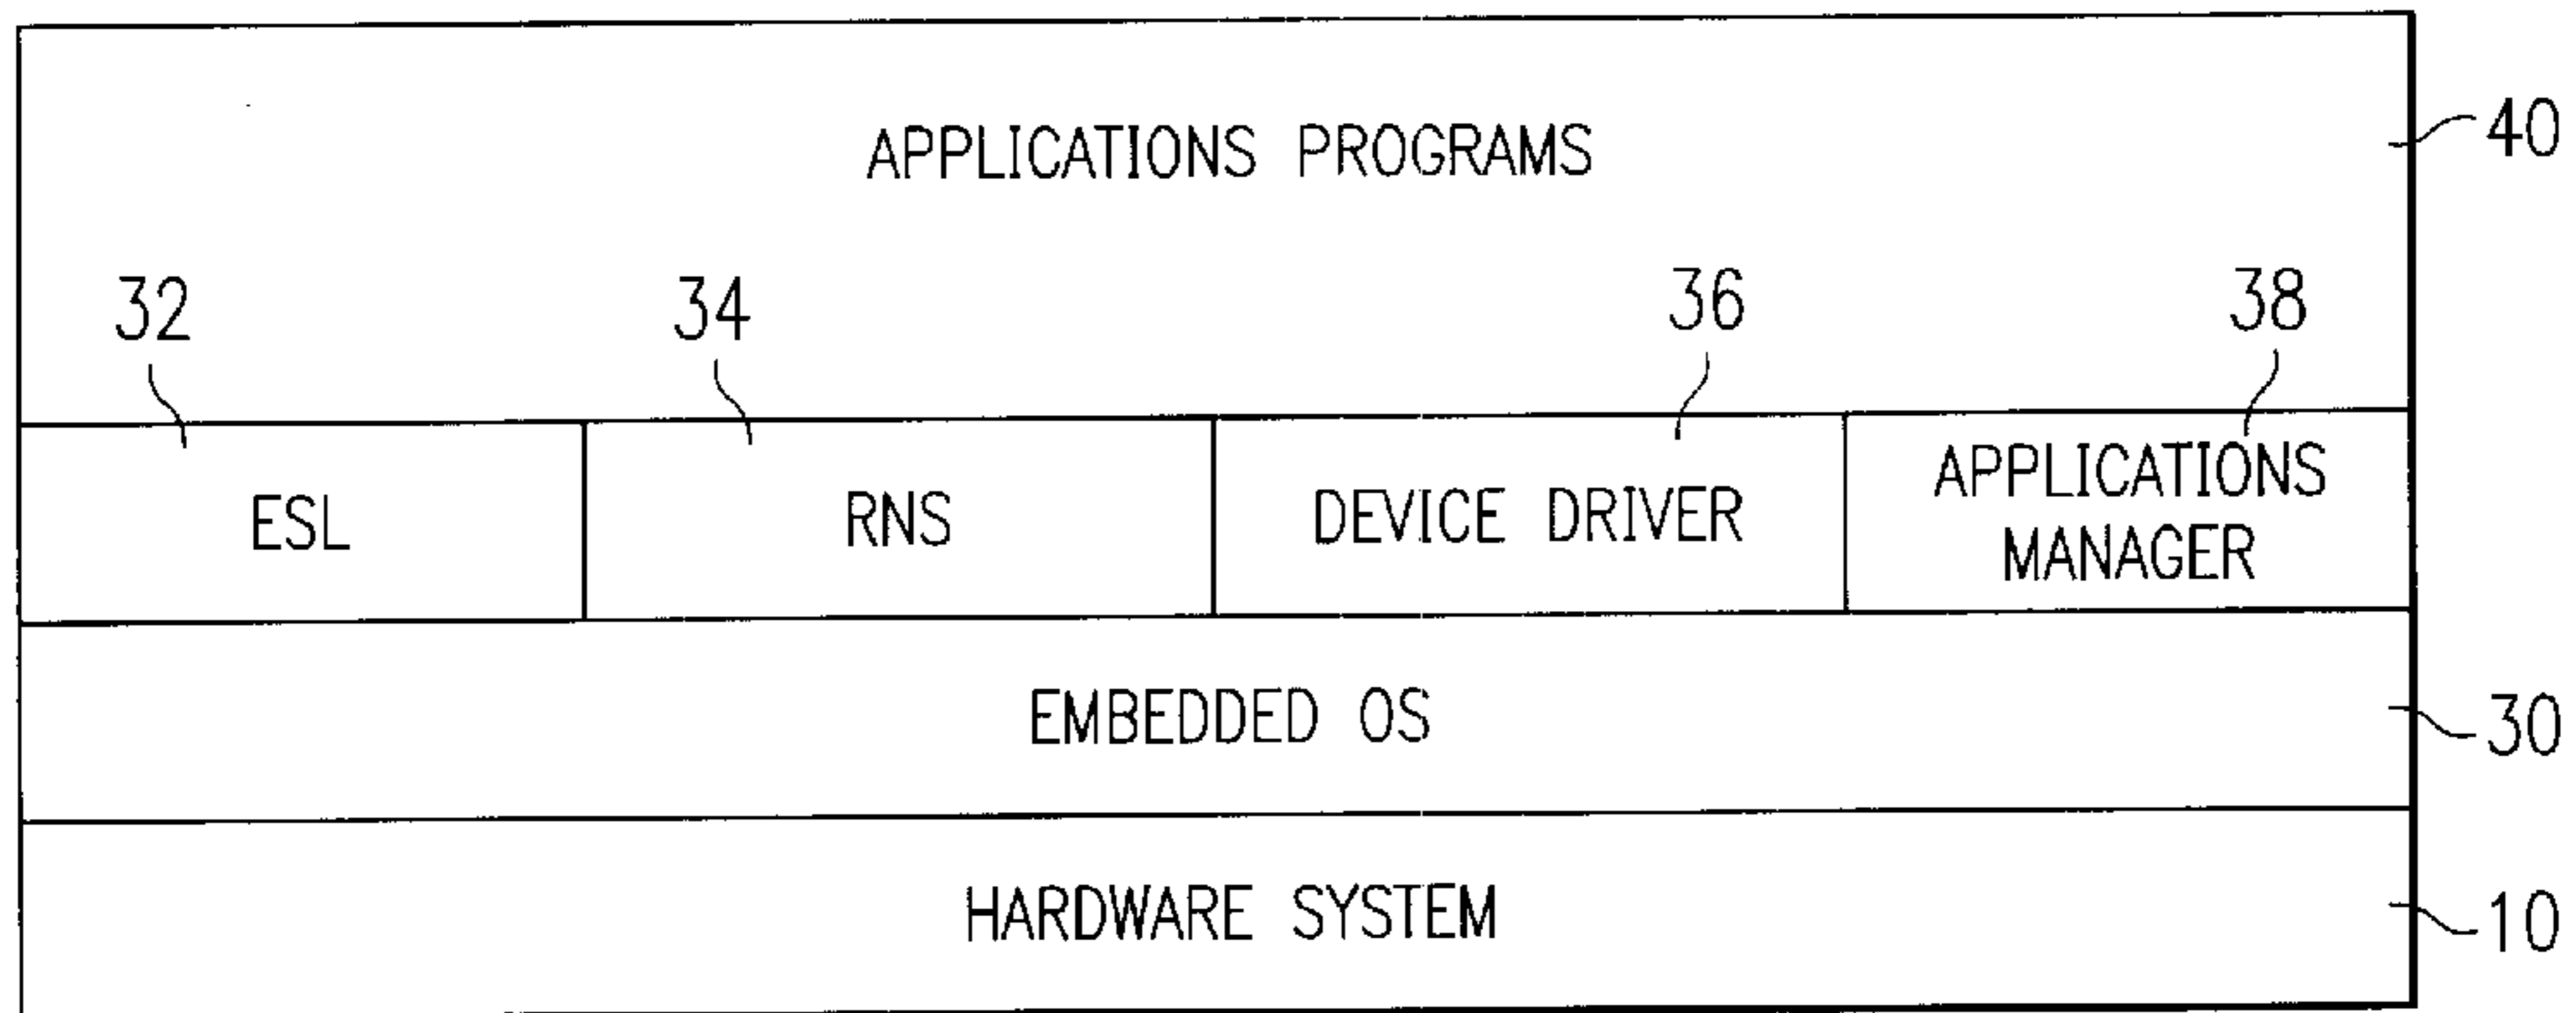 APPLICATIONS PROGRAMS
40
32
34
36
38
ESL
RNS
DEVICE DRIVER
APPLICATIONS
MANAGER
EMBEDDED OS
30
HARDWARE SYSTEM
10